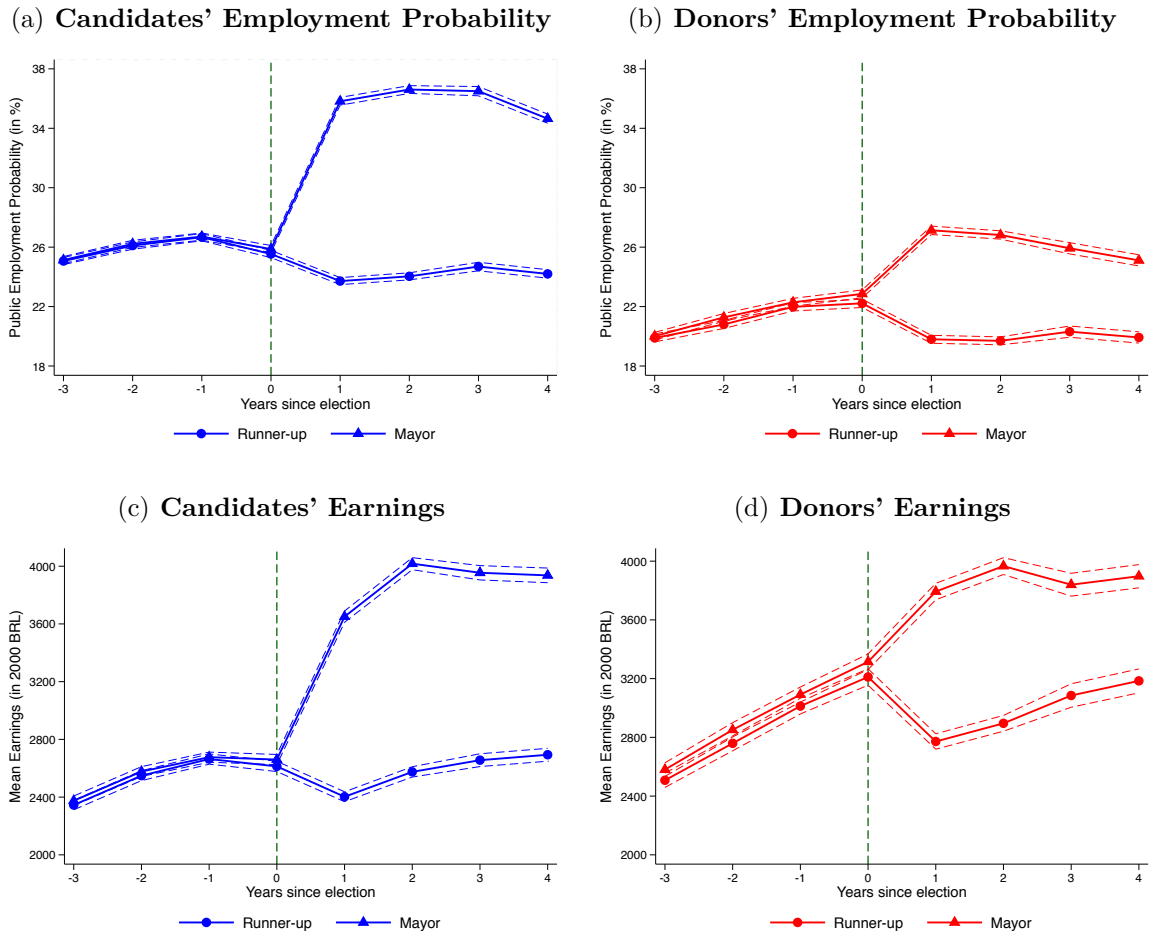 (a) Candidates' Employment Probability
Public Employment Probability (in %)
38
34
30
26
22
18
-3 -2 -1 0 1 2 3 4
Years since election
Runner-up Mayor
(b) Donors' Employment Probability
Public Employment Probability (in %)
38
34
30
26
22
18
-3 -2 -1 0 1 2 3 4
Years since election
Runner-up Mayor
(c) Candidates' Earnings
Mean Earnings (in 2000 BRL)
4000
3600
3200
2800
2400
2000
-3 -2 -1 0 1 2 3 4
Years since election
Runner-up Mayor
(d) Donors' Earnings
Mean Earnings (in 2000 BRL)
4000
3600
3200
2800
2400
2000
-3 -2 -1 0 1 2 3 4
Years since election
Runner-up Mayor